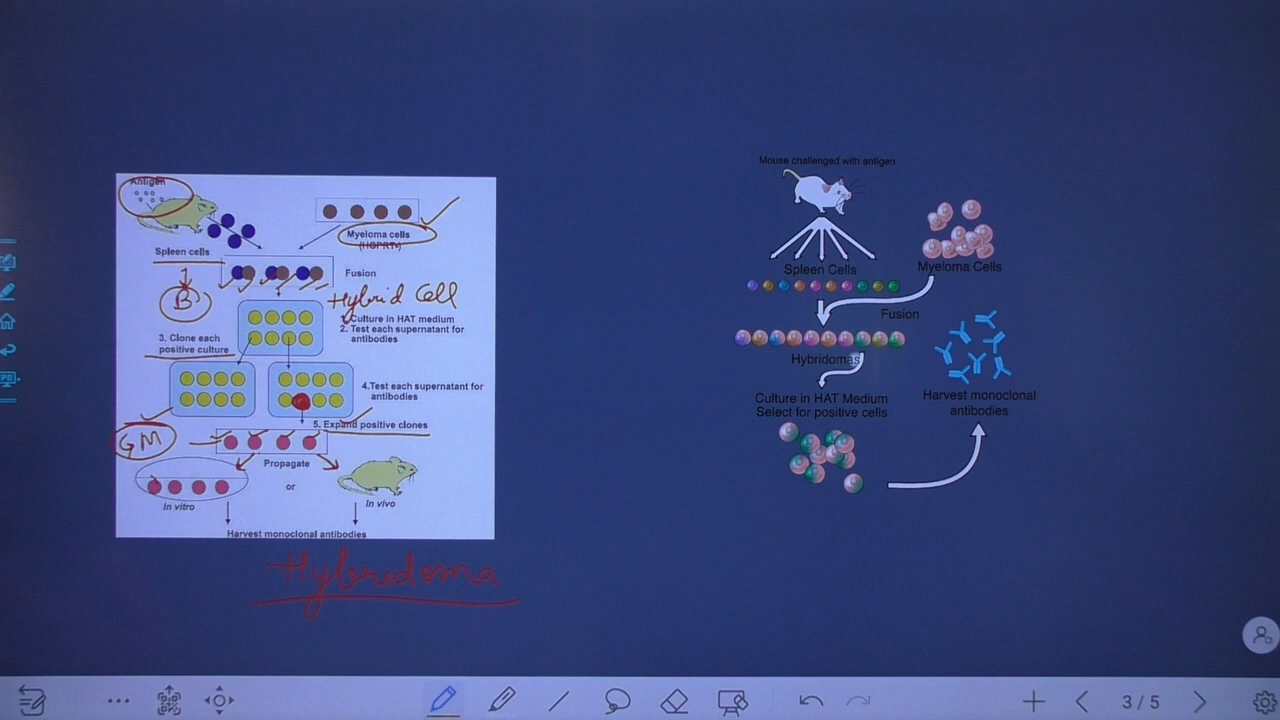 Antigen
Myeloma cells
(HGPRT-)
Spleen cells
B
Fusion
Hybrid Cell
1. Culture in HAT medium
2. Test each supernatant for
antibodies
3. Clone each
positive culture
4.Test each supernatant for
antibodies
5. Expand positive clones
M
Propagate
or
In vitro
In vivo
Harvest monoclonal antibodies
Hybredoma
Mouse challenged with antigen
Spleen Cells
Myeloma Cells
Fusion
Hybridomas
Culture in HAT Medium
Select for positive cells
Harvest monoclonal
antibodies
3 / 5